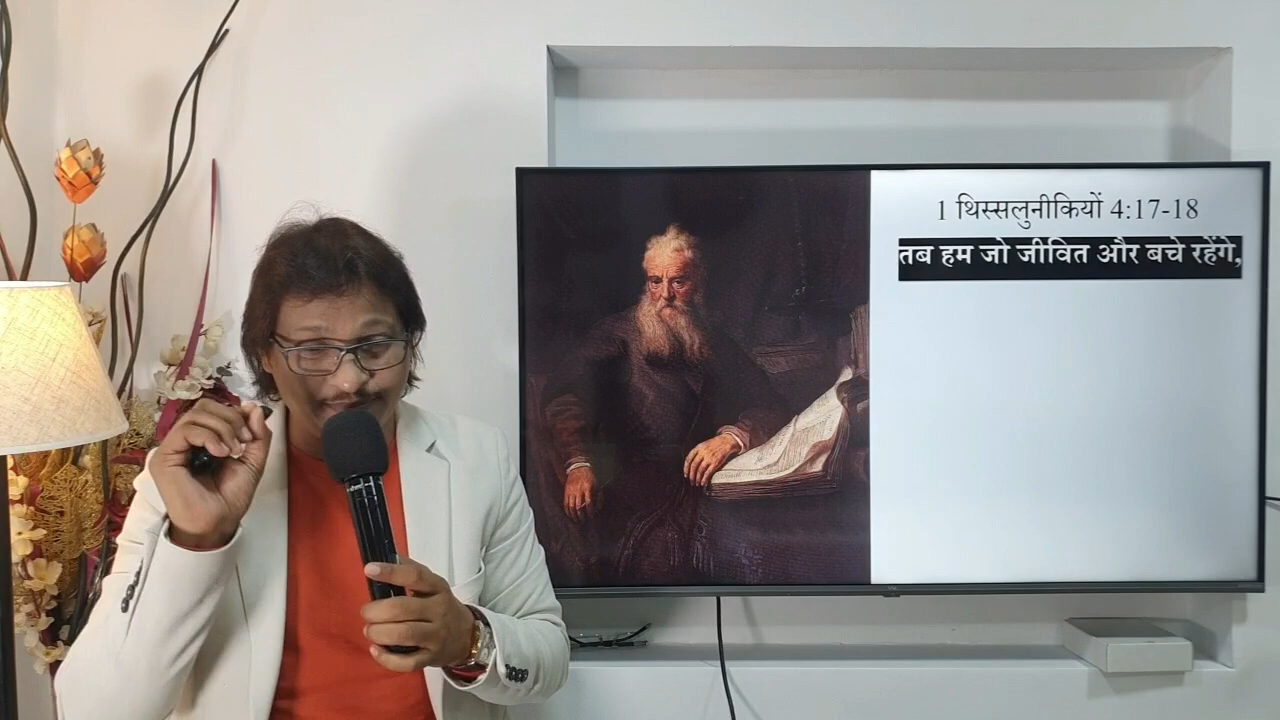 1 थिस्सलुनीकियों 4:17-18
तब हम जो जीवित और बचे रहेंगे,